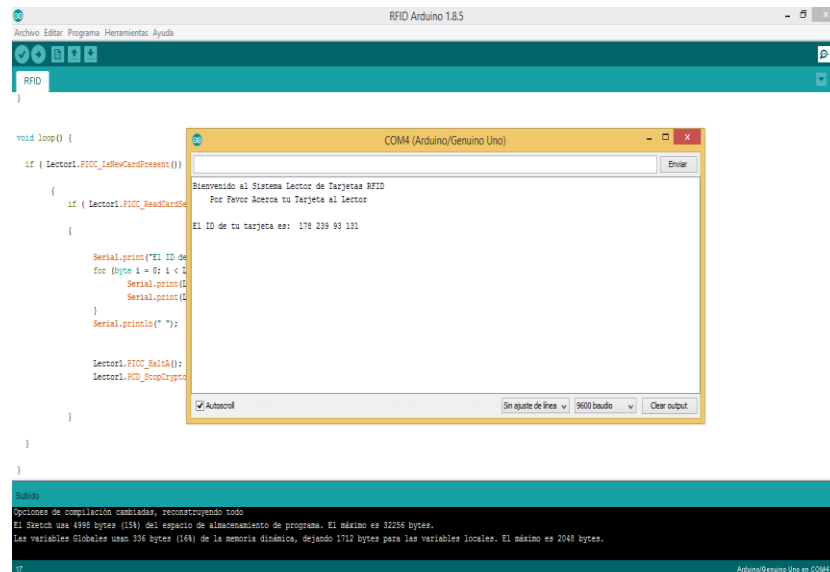 RFID Arduino 1.8.5
Archivo Editar Programa Herramientas Ayuda
RFID
}
void loop() {
if ( Lector1.PICC_IsNewCardPresent())
{
if ( Lector1.PICC_ReadCardSe
{
Serial.print("El ID de
for (byte i = 0; i < L
Serial.print(L
Serial.print(L
}
Serial.println(" ");
Lector1.PICC_HaltA();
Lector1.PCD_StopCrypto
}
}
}
COM4 (Arduino/Genuino Uno)
Enviar
Bienvenido al Sistema Lector de Tarjetas RFID
Por Favor Acerca tu Tarjeta al Lector
El ID de tu tarjeta es: 178 239 93 131
Autoscroll Sin ajuste de línea 9600 baudio Clear output
Subido
Opciones de compilación cambiadas, reconstruyendo todo
El Sketch usa 4998 bytes (15%) del espacio de almacenamiento de programa. El máximo es 32256 bytes.
Las variables Globales usan 336 bytes (16%) de la memoria dinámica, dejando 1712 bytes para las variables locales. El máximo es 2048 bytes.
17 Arduino/Genuino Uno en COM4